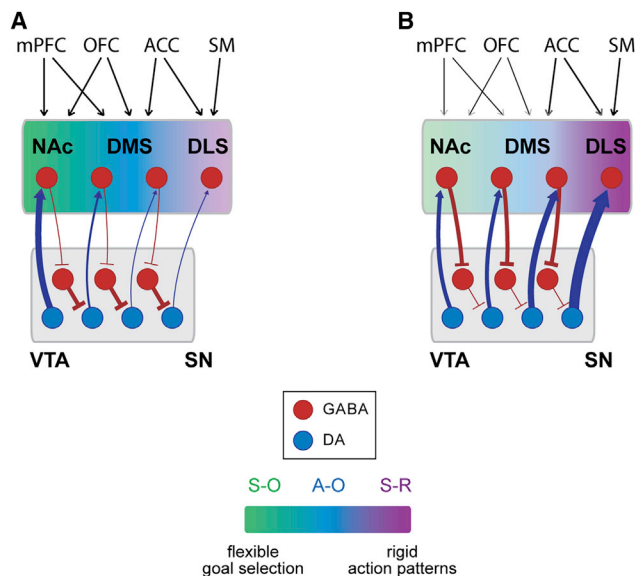 A
mPFC OFC ACC SM
NAc DMS DLS
VTA SN
B
mPFC OFC ACC SM
NAc DMS DLS
VTA SN
GABA
DA
S-O A-O S-R
flexible goal selection
rigid action patterns